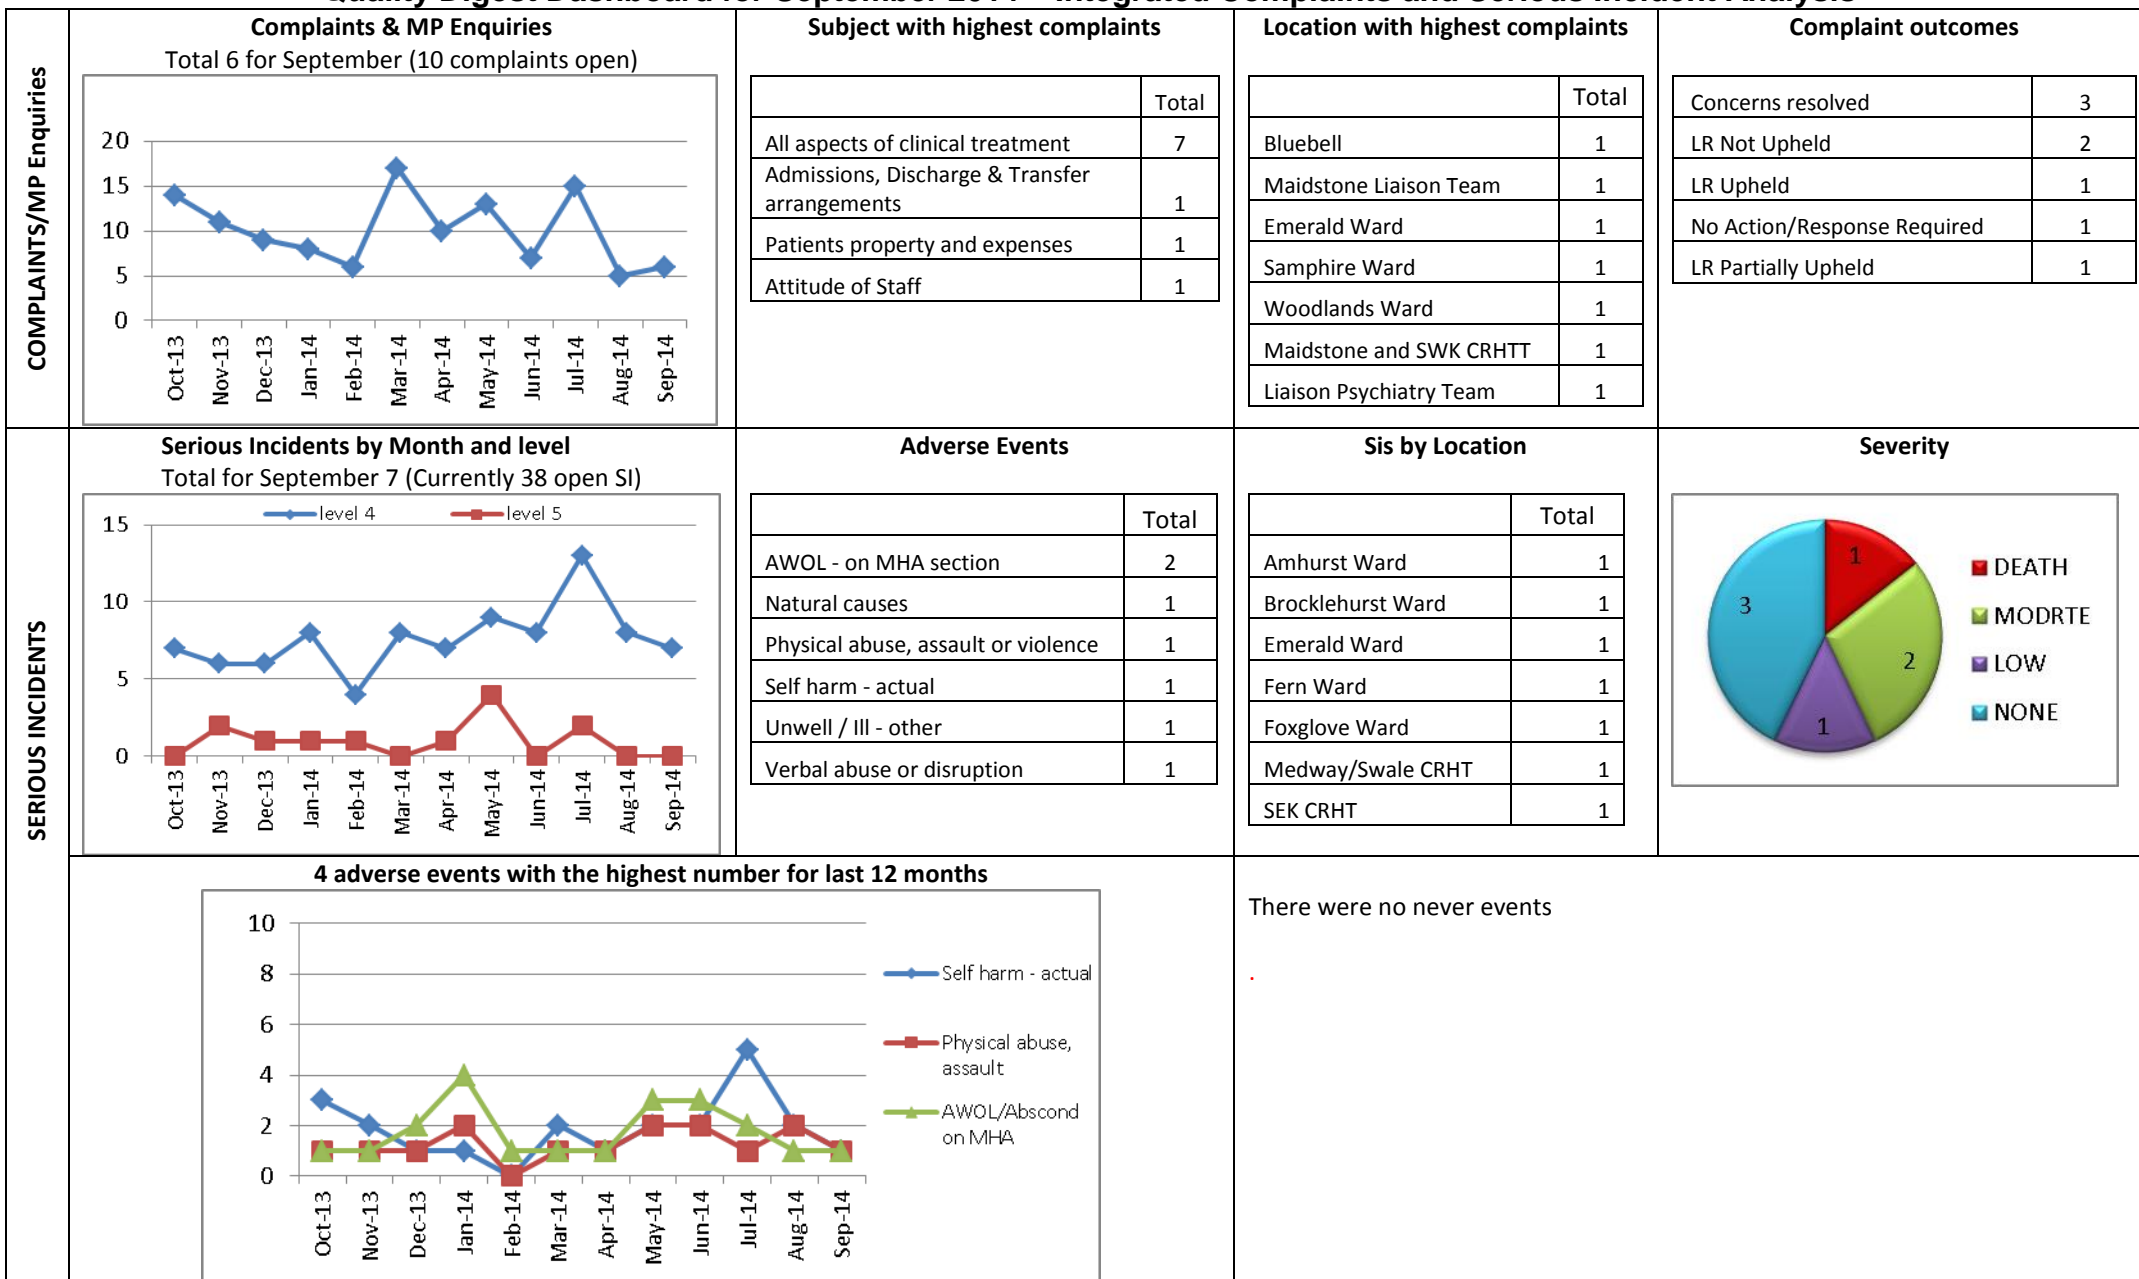 COMPLAINTS/MP Enquiries
Complaints & MP Enquiries
Total 6 for September (10 complaints open)
20
15
10
5
0
Oct-13
Nov-13
Dec-13
Jan-14
Feb-14
Mar-14
Apr-14
May-14
Jun-14
Jul-14
Aug-14
Sep-14
Subject with highest complaints
Total
All aspects of clinical treatment 7
Admissions, Discharge & Transfer
arrangements 1
Patients property and expenses 1
Attitude of Staff 1
Location with highest complaints
Total
Bluebell 1
Maidstone Liaison Team 1
Emerald Ward 1
Samphire Ward 1
Woodlands Ward 1
Maidstone and SWK CRHTT 1
Liaison Psychiatry Team 1
Complaint outcomes
Concerns resolved 3
LR Not Upheld 2
LR Upheld 1
No Action/Response Required 1
LR Partially Upheld 1
SERIOUS INCIDENTS
Serious Incidents by Month and level
Total for September 7 (Currently 38 open SI)
level 4 level 5
15
10
5
0
Oct-13
Nov-13
Dec-13
Jan-14
Feb-14
Mar-14
Apr-14
May-14
Jun-14
Jul-14
Aug-14
Sep-14
Adverse Events
Total
AWOL - on MHA section 2
Natural causes 1
Physical abuse, assault or violence 1
Self harm - actual 1
Unwell / Ill - other 1
Verbal abuse or disruption 1
Sis by Location
Total
Amhurst Ward 1
Brocklehurst Ward 1
Emerald Ward 1
Fern Ward 1
Foxglove Ward 1
Medway/Swale CRHT 1
SEK CRHT 1
Severity
1
2
1
3
DEATH
MODRTE
LOW
NONE
4 adverse events with the highest number for last 12 months
10
8
6
4
2
0
Oct-13
Nov-13
Dec-13
Jan-14
Feb-14
Mar-14
Apr-14
May-14
Jun-14
Jul-14
Aug-14
Sep-14
Self harm - actual
Physical abuse,
assault
AWOL/Abscond
on MHA
There were no never events
.